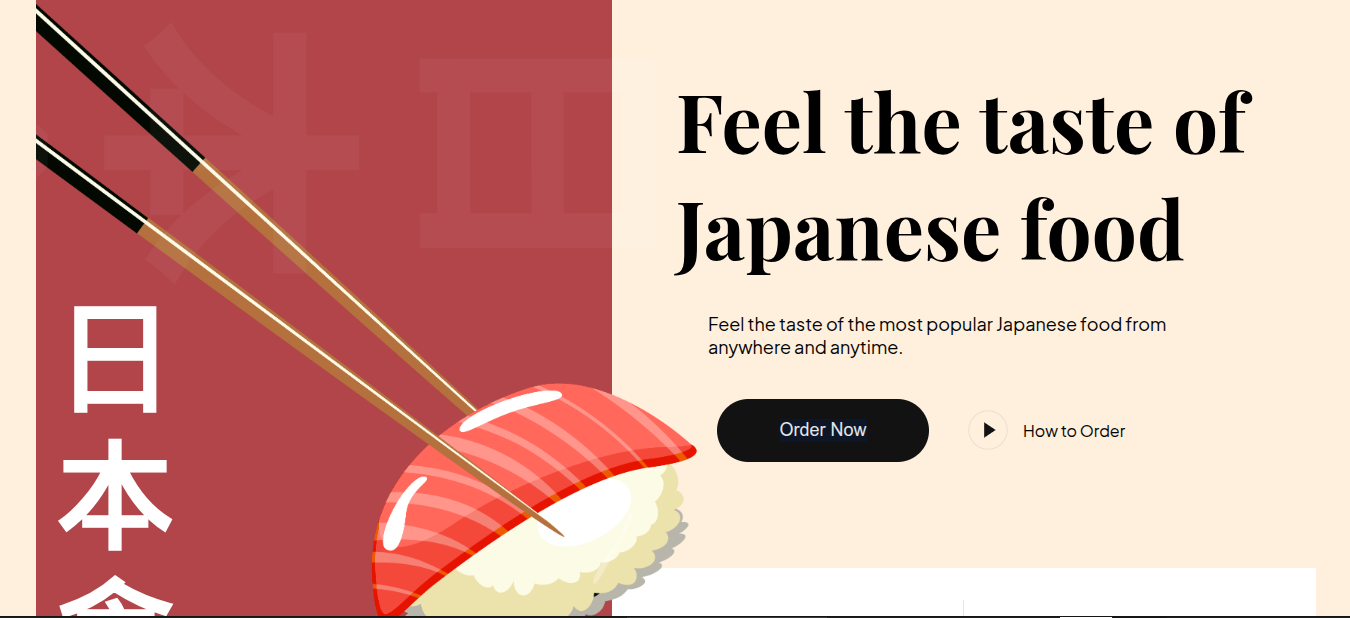 日
本
Feel the taste of
Japanese food
Feel the taste of the most popular Japanese food from
anywhere and anytime.
Order Now
How to Order